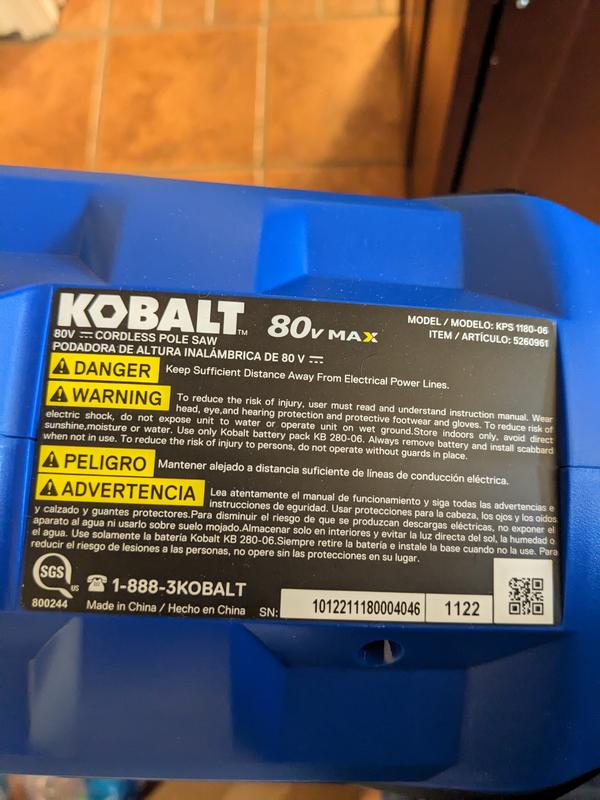 KOBALT™ 80V MAX
MODEL / MODELO: KPS 1180-06
ITEM / ARTÍCULO: 5260961
80V ⎓ CORDLESS POLE SAW
PODADORA DE ALTURA INALÁMBRICA DE 80 V ⎓
⚠ DANGER Keep Sufficient Distance Away From Electrical Power Lines.
⚠ WARNING To reduce the risk of injury, user must read and understand instruction manual. Wear
head, eye,and hearing protection and protective footwear and gloves. To reduce risk of
electric shock, do not expose unit to water or operate unit on wet ground.Store indoors only, avoid direct
sunshine,moisture or water. Use only Kobalt battery pack KB 280-06. Always remove battery and install scabbard
when not in use. To reduce the risk of injury to persons, do not operate without guards in place.
⚠ PELIGRO Mantener alejado a distancia suficiente de líneas de conducción eléctrica.
⚠ ADVERTENCIA Lea atentamente el manual de funcionamiento y siga todas las advertencias e
instrucciones de eguridad. Usar protecciones para la cabeza, los ojos y los oidos
y calzado y guantes protectores.Para disminuir el riesgo de que se produzcan descargas eléctricas, no exponer el
aparato al agua ni usarlo sobre suelo mojado.Almacenar solo en interiores y evitar la luz directa del sol, la humedad o
el agua. Use solamente la batería Kobalt KB 280-06.Siempre retire la batería e instale la base cuando no la use. Para
reducir el riesgo de lesiones a las personas, no opere sin las protecciones en su lugar.
SGS US
800244
☎ 1-888-3KOBALT
Made in China / Hecho en China
SN: 1012211180004046 1122